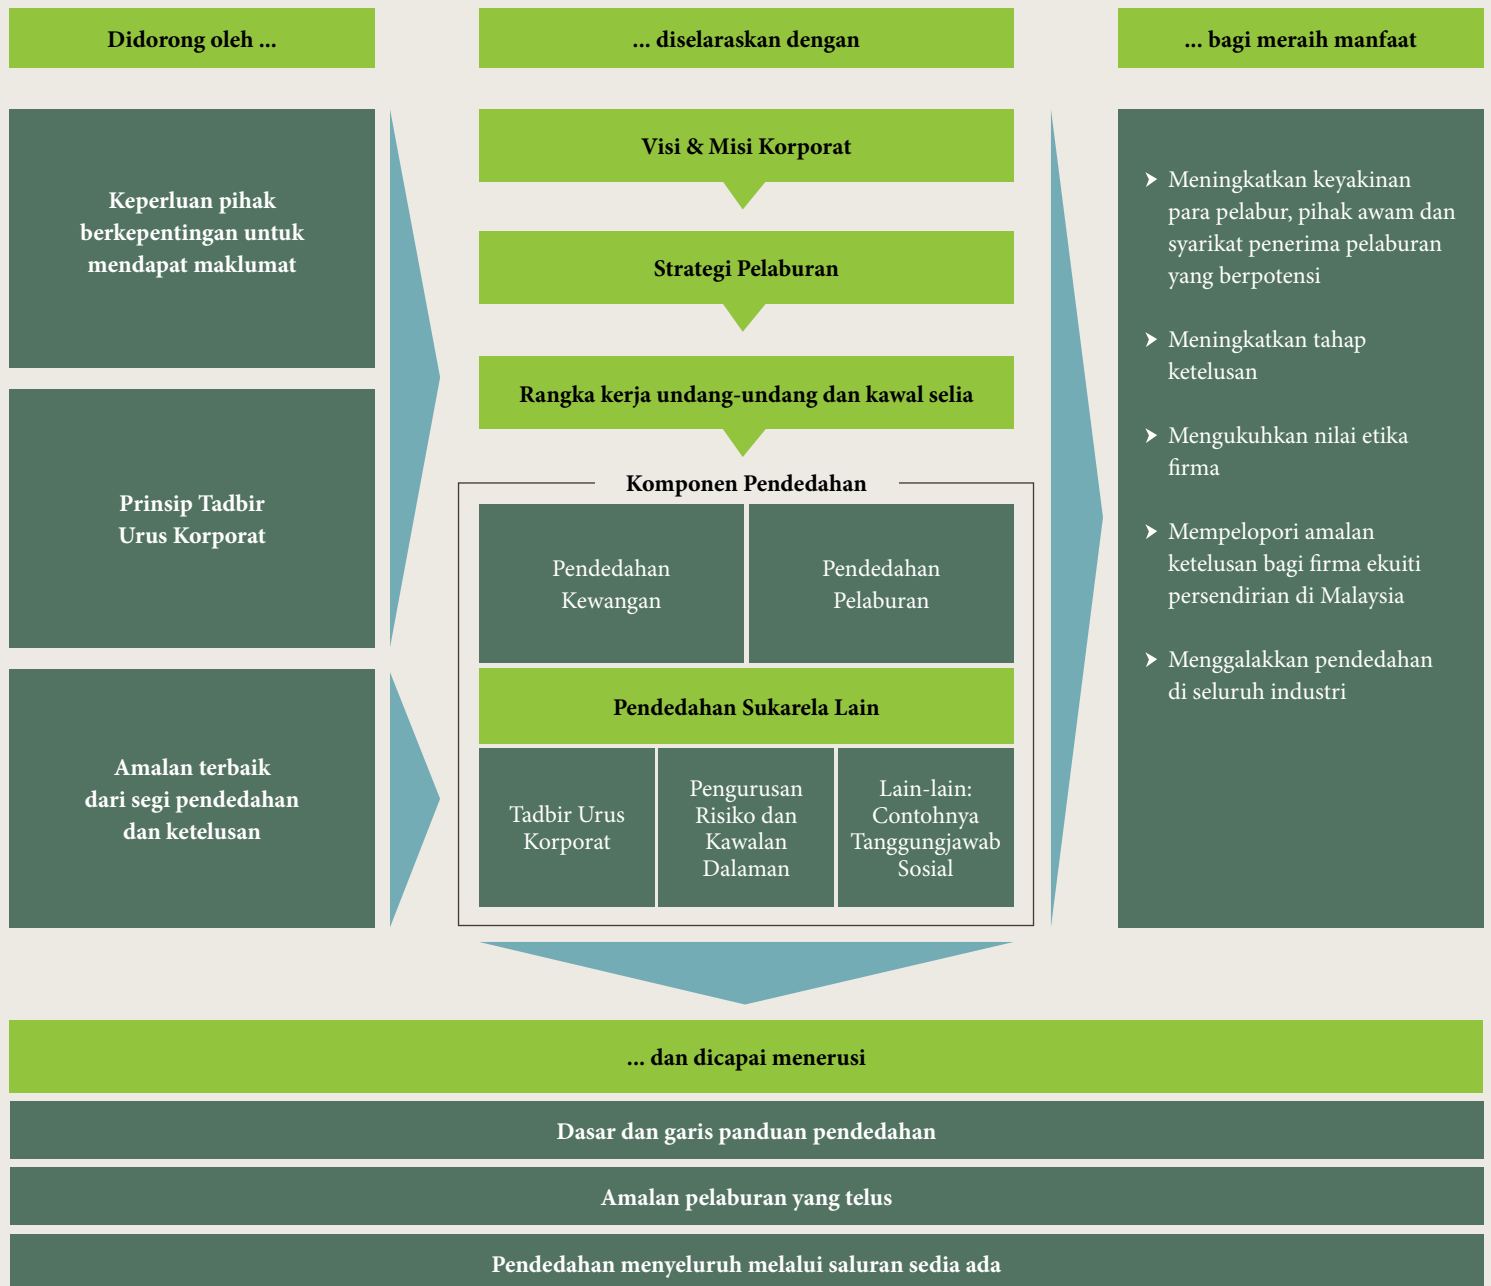 Didorong oleh ...
... diselaraskan dengan
... bagi meraih manfaat
Keperluan pihak
berkepentingan untuk
mendapat maklumat
Prinsip Tadbir
Urus Korporat
Amalan terbaik
dari segi pendedahan
dan ketelusan
Visi & Misi Korporat
Strategi Pelaburan
Rangka kerja undang-undang dan kawal selia
Komponen Pendedahan
Pendedahan
Kewangan
Pendedahan
Pelaburan
Pendedahan Sukarela Lain
Tadbir Urus
Korporat
Pengurusan
Risiko dan
Kawalan
Dalaman
Lain-lain:
Contohnya
Tanggungjawab
Sosial
Meningkatkan keyakinan
para pelabur, pihak awam dan
syarikat penerima pelaburan
yang berpotensi
Meningkatkan tahap
ketelusan
Mengukuhkan nilai etika
firma
Mempelopori amalan
ketelusan bagi firma ekuiti
persendirian di Malaysia
Menggalakkan pendedahan
di seluruh industri
... dan dicapai menerusi
Dasar dan garis panduan pendedahan
Amalan pelaburan yang telus
Pendedahan menyeluruh melalui saluran sedia ada